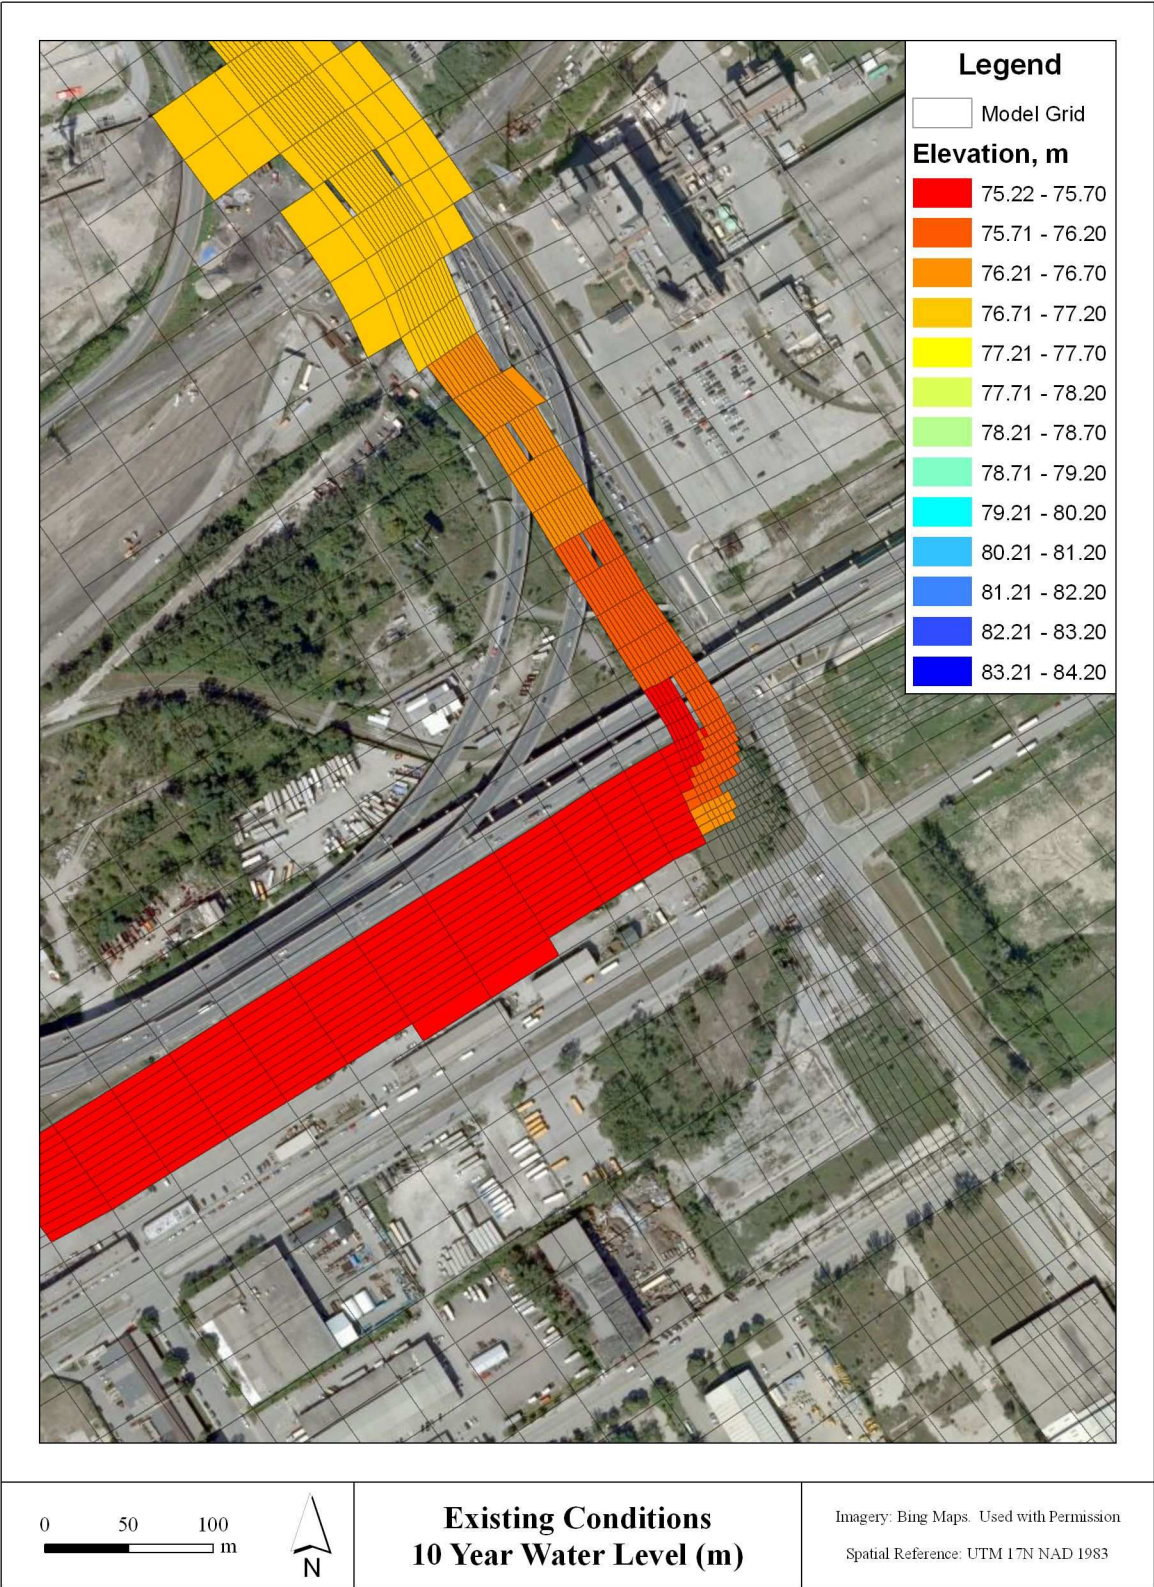 Legend
Model Grid
Elevation, m
75.22 - 75.70
75.71 - 76.20
76.21 - 76.70
76.71 - 77.20
77.21 - 77.70
77.71 - 78.20
78.21 - 78.70
78.71 - 79.20
79.21 - 80.20
80.21 - 81.20
81.21 - 82.20
82.21 - 83.20
83.21 - 84.20
0 50 100
m
N
Existing Conditions
10 Year Water Level (m)
Imagery: Bing Maps. Used with Permission
Spatial Reference: UTM 17N NAD 1983